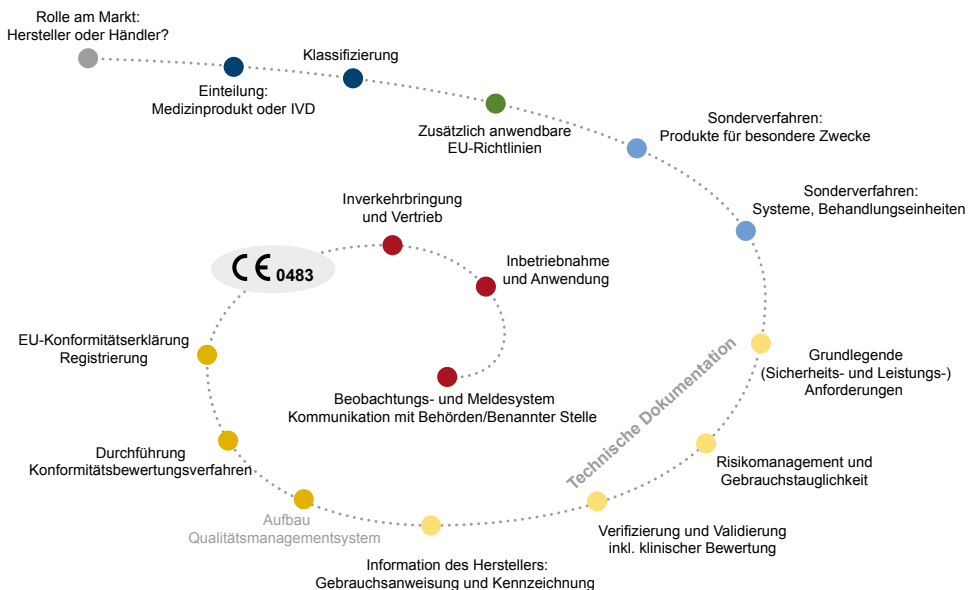 Rolle am Markt:
Hersteller oder Händler?
Einteilung:
Medizinprodukt oder IVD
Klassifizierung
Zusätzlich anwendbare
EU-Richtlinien
Sonderverfahren:
Produkte für besondere Zwecke
Sonderverfahren:
Systeme, Behandlungseinheiten
Grundlegende
(Sicherheits- und Leistungs-)
Anforderungen
Technische Dokumentation
Risikomanagement und
Gebrauchstauglichkeit
Verifizierung und Validierung
inkl. klinischer Bewertung
Information des Herstellers:
Gebrauchsanweisung und Kennzeichnung
Aufbau
Qualitätsmanagementsystem
Durchführung
Konformitätsbewertungsverfahren
EU-Konformitätserklärung
Registrierung
CE 0483
Inverkehrbringung
und Vertrieb
Inbetriebnahme
und Anwendung
Beobachtungs- und Meldesystem
Kommunikation mit Behörden/Benannter Stelle